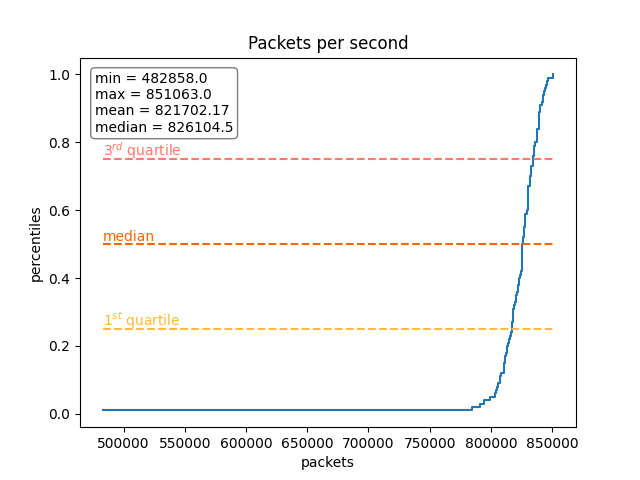 Packets per second
min = 482858.0
max = 851063.0
mean = 821702.17
median = 826104.5
1.0
0.8
3rd quartile
0.6
median
0.4
1st quartile
0.2
0.0
percentiles
500000 550000 600000 650000 700000 750000 800000 850000
packets